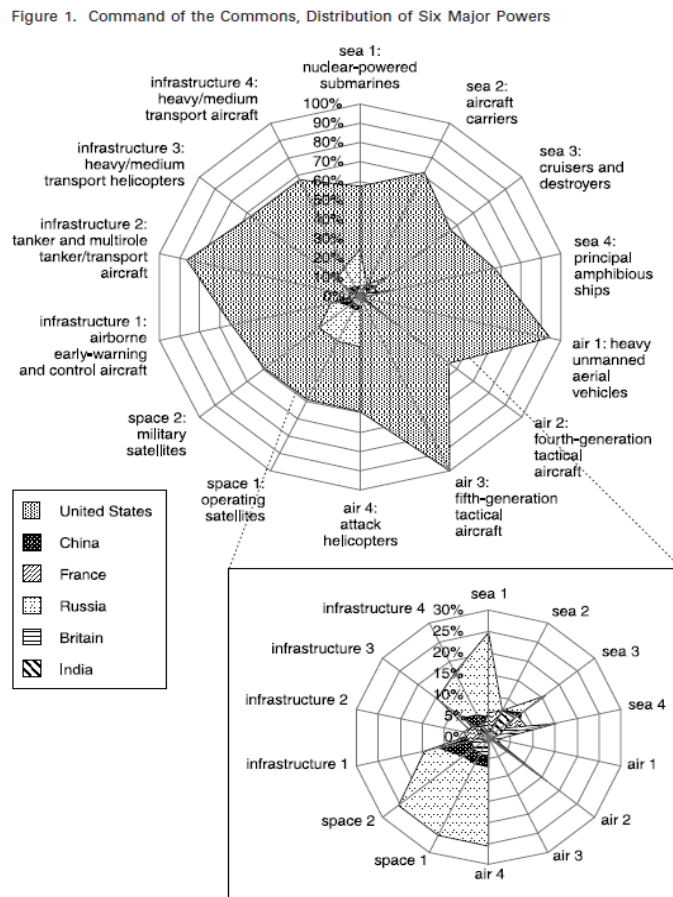 Figure 1. Command of the Commons, Distribution of Six Major Powers
sea 1:
nuclear-powered
submarines
infrastructure 4:
heavy/medium
transport aircraft
sea 2:
aircraft
carriers
infrastructure 3:
heavy/medium
transport helicopters
sea 3:
cruisers and
destroyers
infrastructure 2:
tanker and multirole
tanker/transport
aircraft
sea 4:
principal
amphibious
ships
infrastructure 1:
airborne
early-warning
and control aircraft
air 1: heavy
unmanned
aerial
vehicles
space 2:
military
satellites
air 2:
fourth-generation
tactical
aircraft
space 1:
operating
satellites
air 4:
attack
helicopters
air 3:
fifth-generation
tactical
aircraft
100%
90%
80%
70%
60%
50%
40%
30%
20%
10%
0%
United States
China
France
Russia
Britain
India
sea 1
infrastructure 4
sea 2
infrastructure 3
sea 3
infrastructure 2
sea 4
infrastructure 1
air 1
space 2
air 2
space 1
air 3
air 4
30%
25%
20%
15%
10%
5%
0%